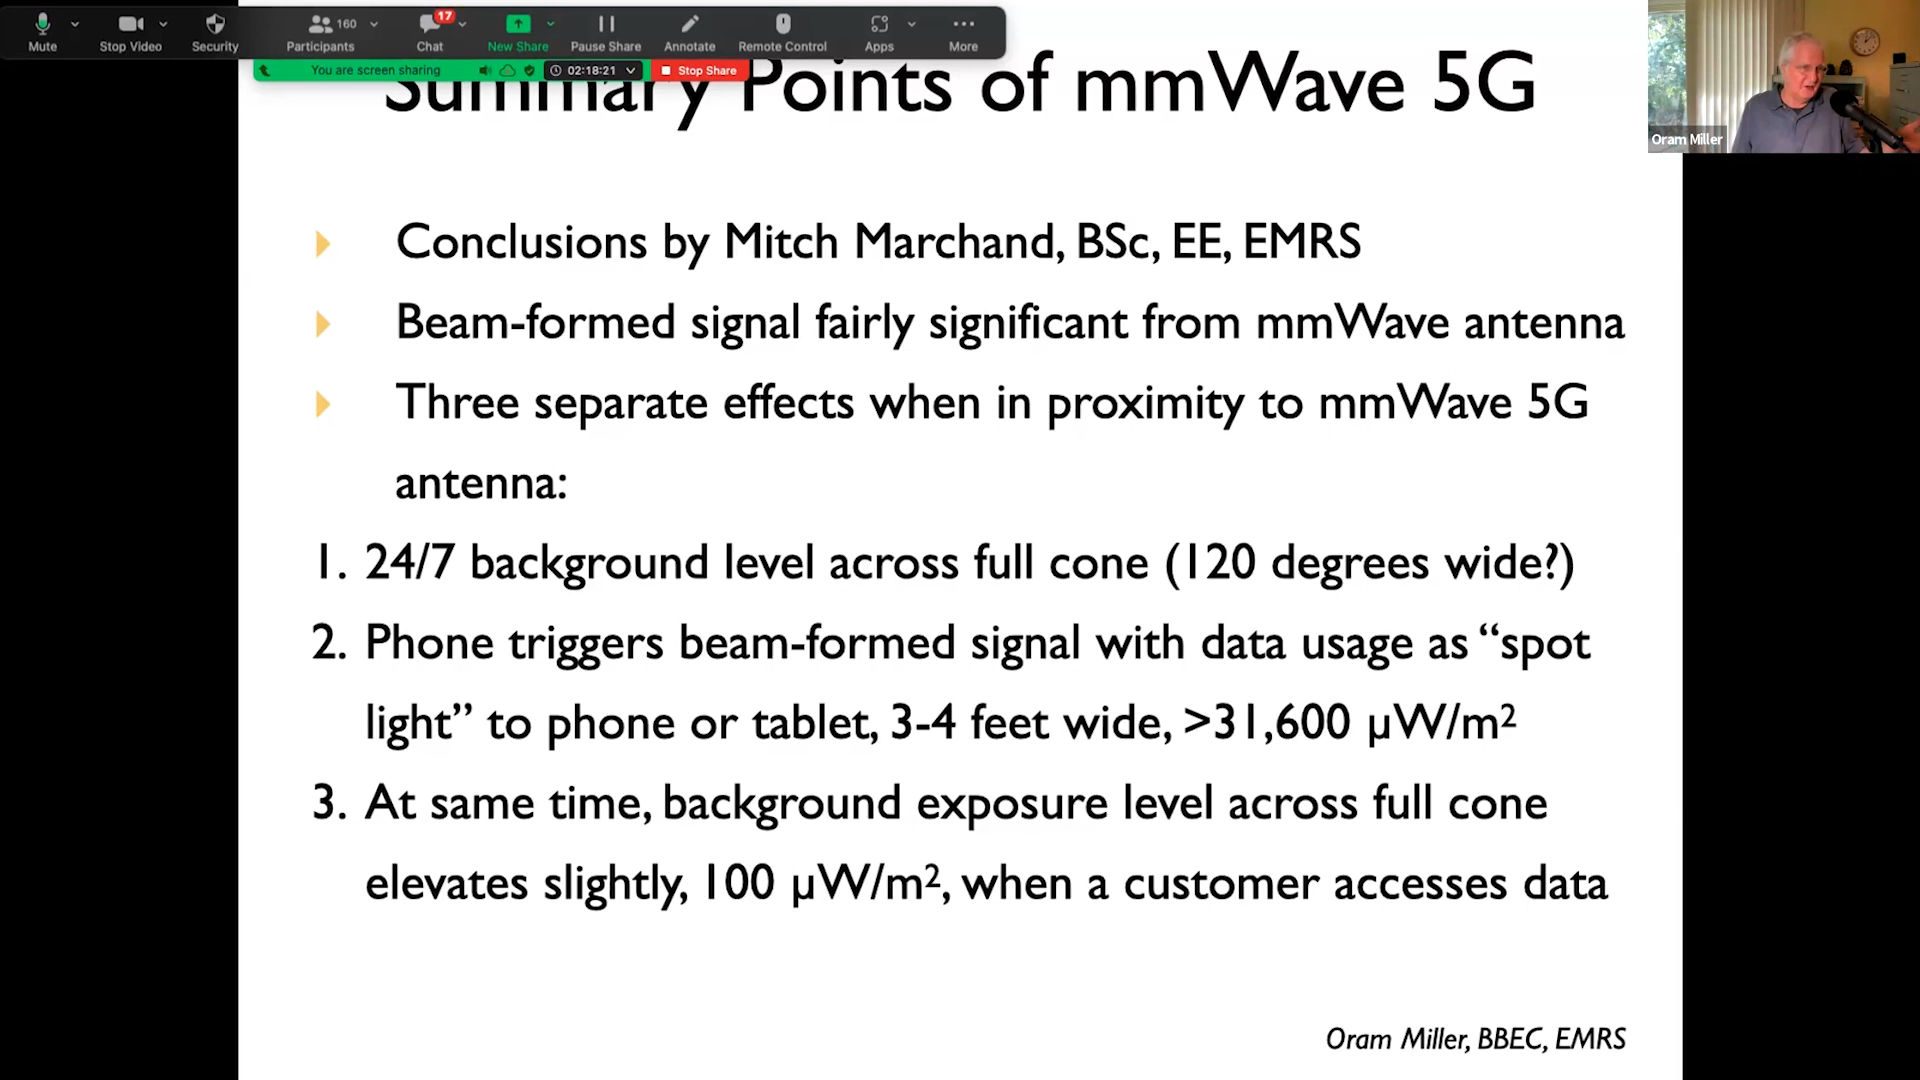 Mute
Stop Video
Security
160
Participants
17
Chat
New Share
Pause Share
Annotate
Remote Control
Apps
More
You are screen sharing
02:18:21
Stop Share
Summary Points of mmWave 5G
Oram Miller
Conclusions by Mitch Marchand, BSc, EE, EMRS
Beam-formed signal fairly significant from mmWave antenna
Three separate effects when in proximity to mmWave 5G
antenna:
1. 24/7 background level across full cone (120 degrees wide?)
2. Phone triggers beam-formed signal with data usage as “spot
light” to phone or tablet, 3-4 feet wide, >31,600 µW/m²
3. At same time, background exposure level across full cone
elevates slightly, 100 µW/m², when a customer accesses data
Oram Miller, BBEC, EMRS